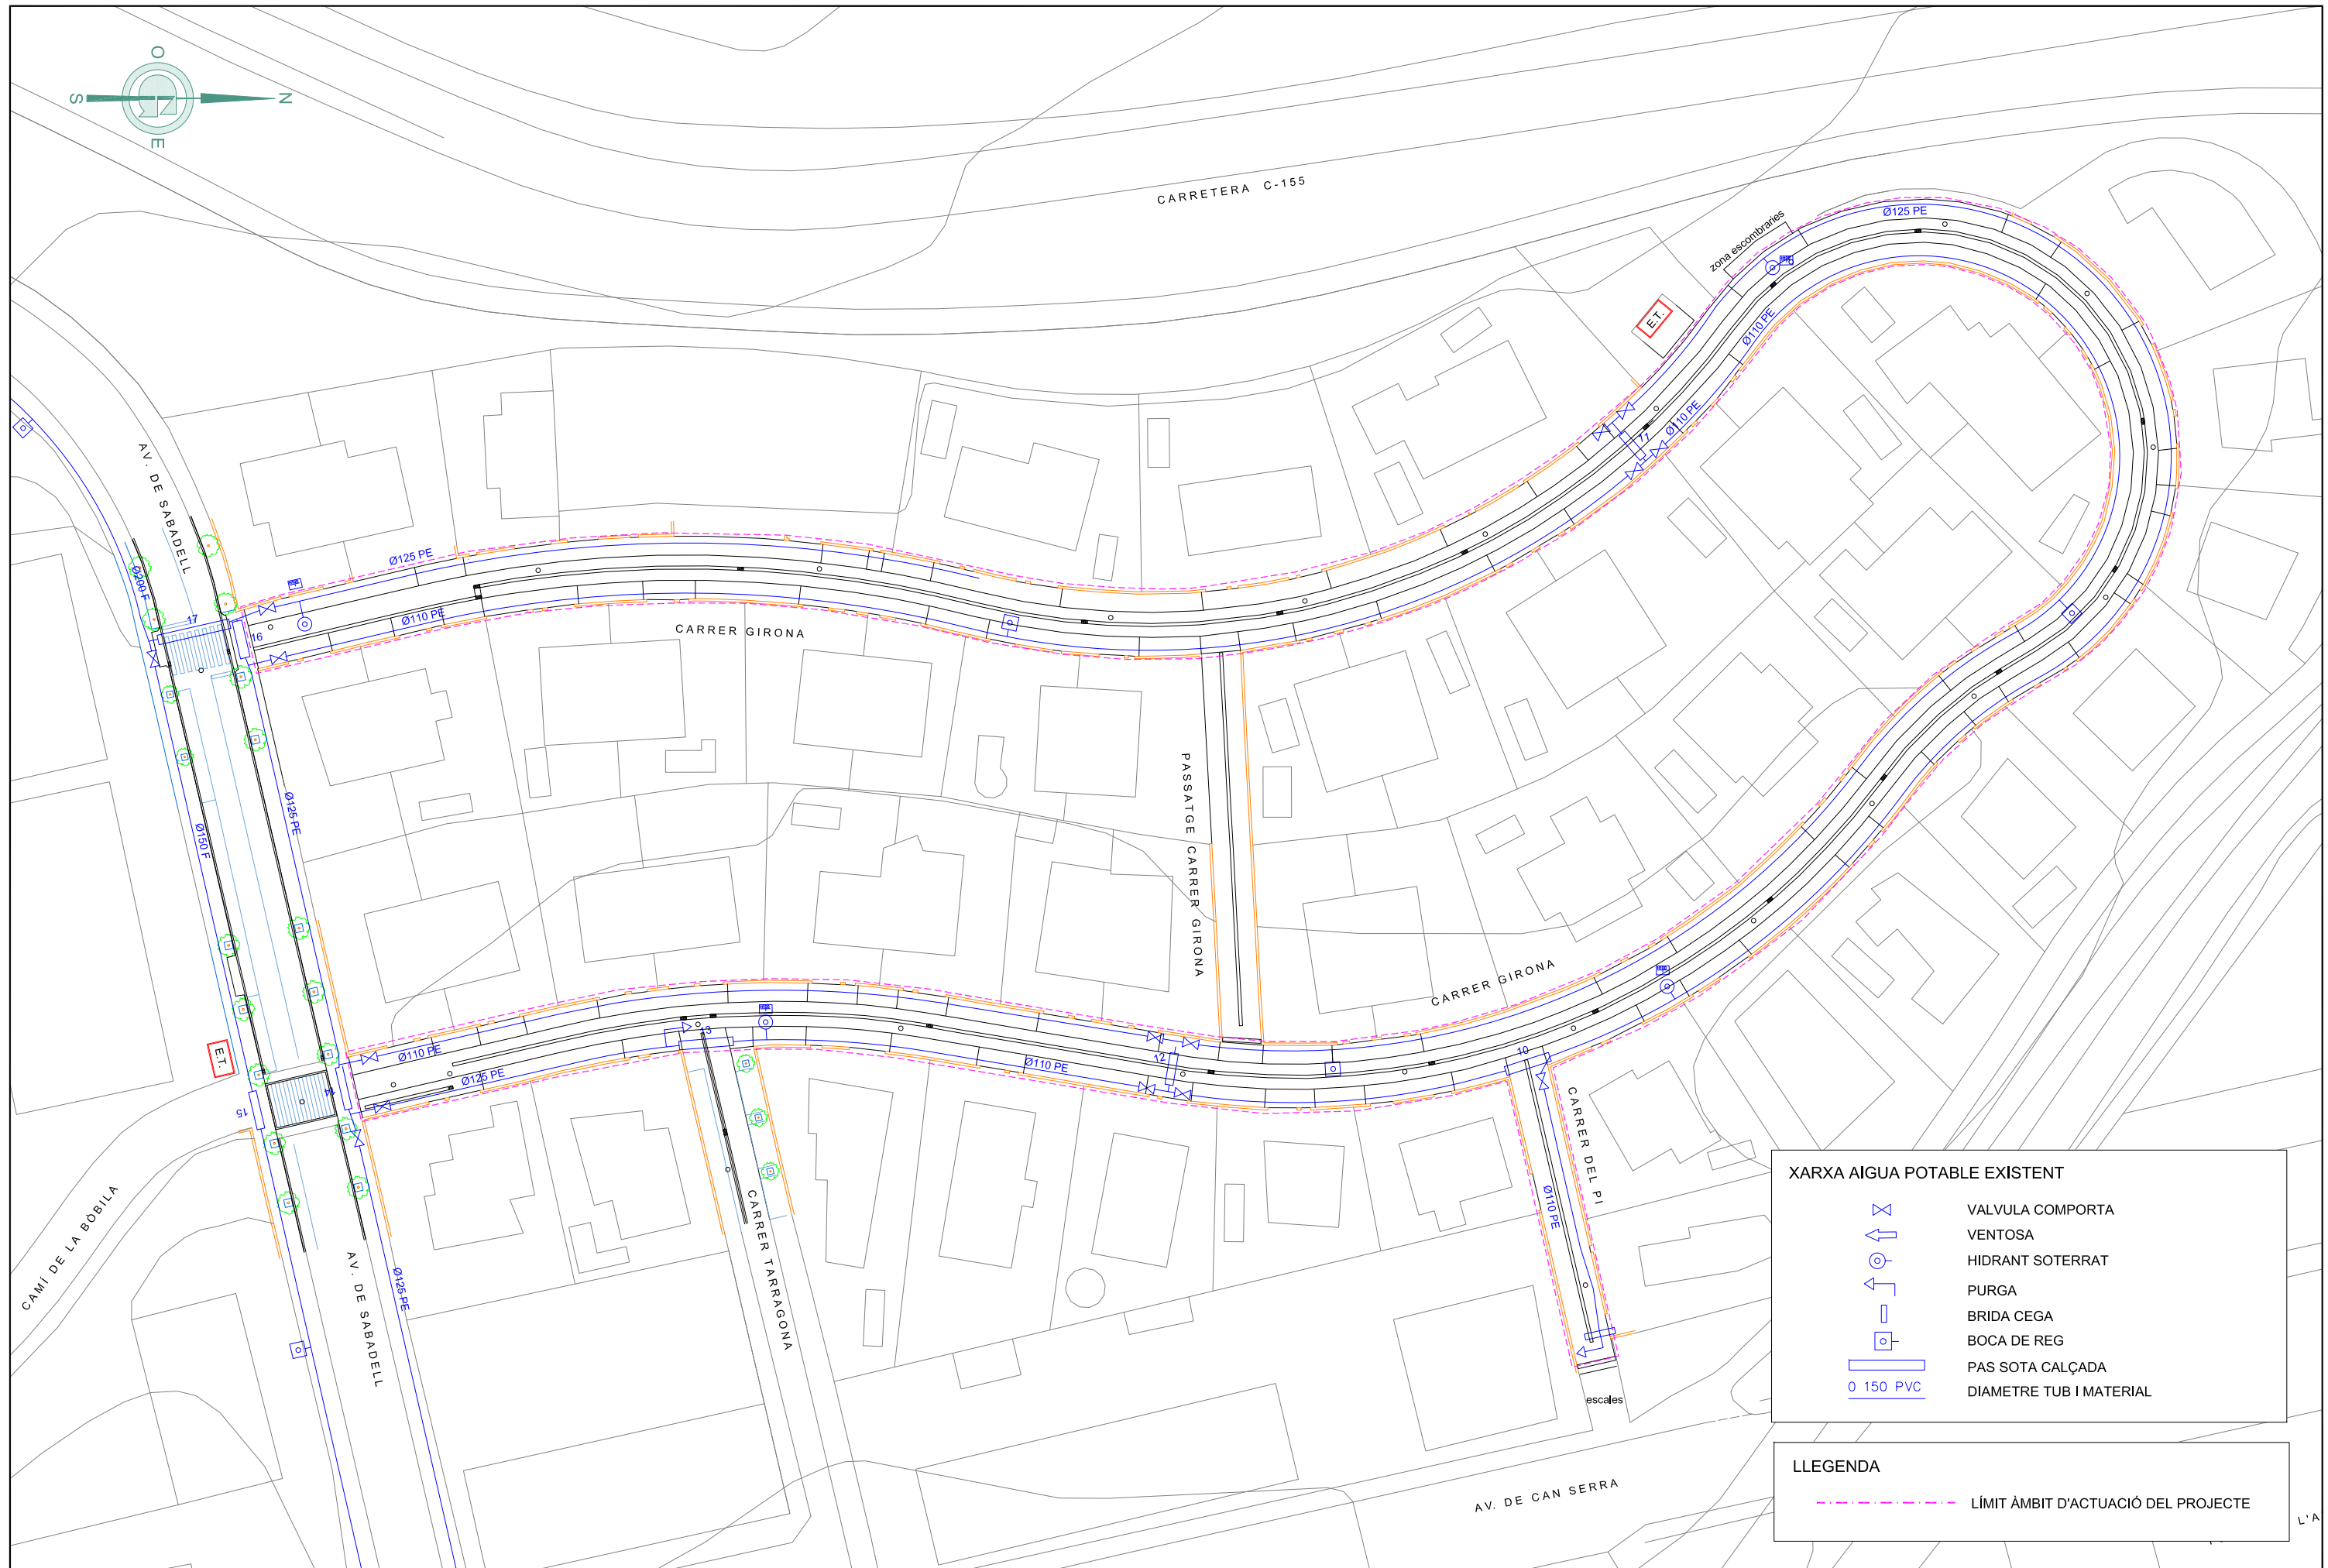 O
S
N
E
CARRETERA C-155
zona escombraries
Ø125 PE
E.T.
Ø110 PE
Ø110 PE
11
AV. DE SABADELL
Ø200 F
17
16
Ø125 PE
Ø110 PE
CARRER GIRONA
Ø150 F
Ø125 PE
PASSATGE CARRER GIRONA
CARRER GIRONA
E.T.
15
14
Ø110 PE
Ø125 PE
13
12
Ø110 PE
10
CARRER DEL PI
Ø110 PE
CAMÍ DE LA BÒBILA
AV. DE SABADELL
Ø125 PE
CARRER TARRAGONA
escales
AV. DE CAN SERRA
XARXA AIGUA POTABLE EXISTENT
VALVULA COMPORTA
VENTOSA
HIDRANT SOTERRAT
PURGA
BRIDA CEGA
BOCA DE REG
PAS SOTA CALÇADA
0 150 PVC DIAMETRE TUB I MATERIAL
LLEGENDA
LÍMIT ÀMBIT D'ACTUACIÓ DEL PROJECTE
L'A